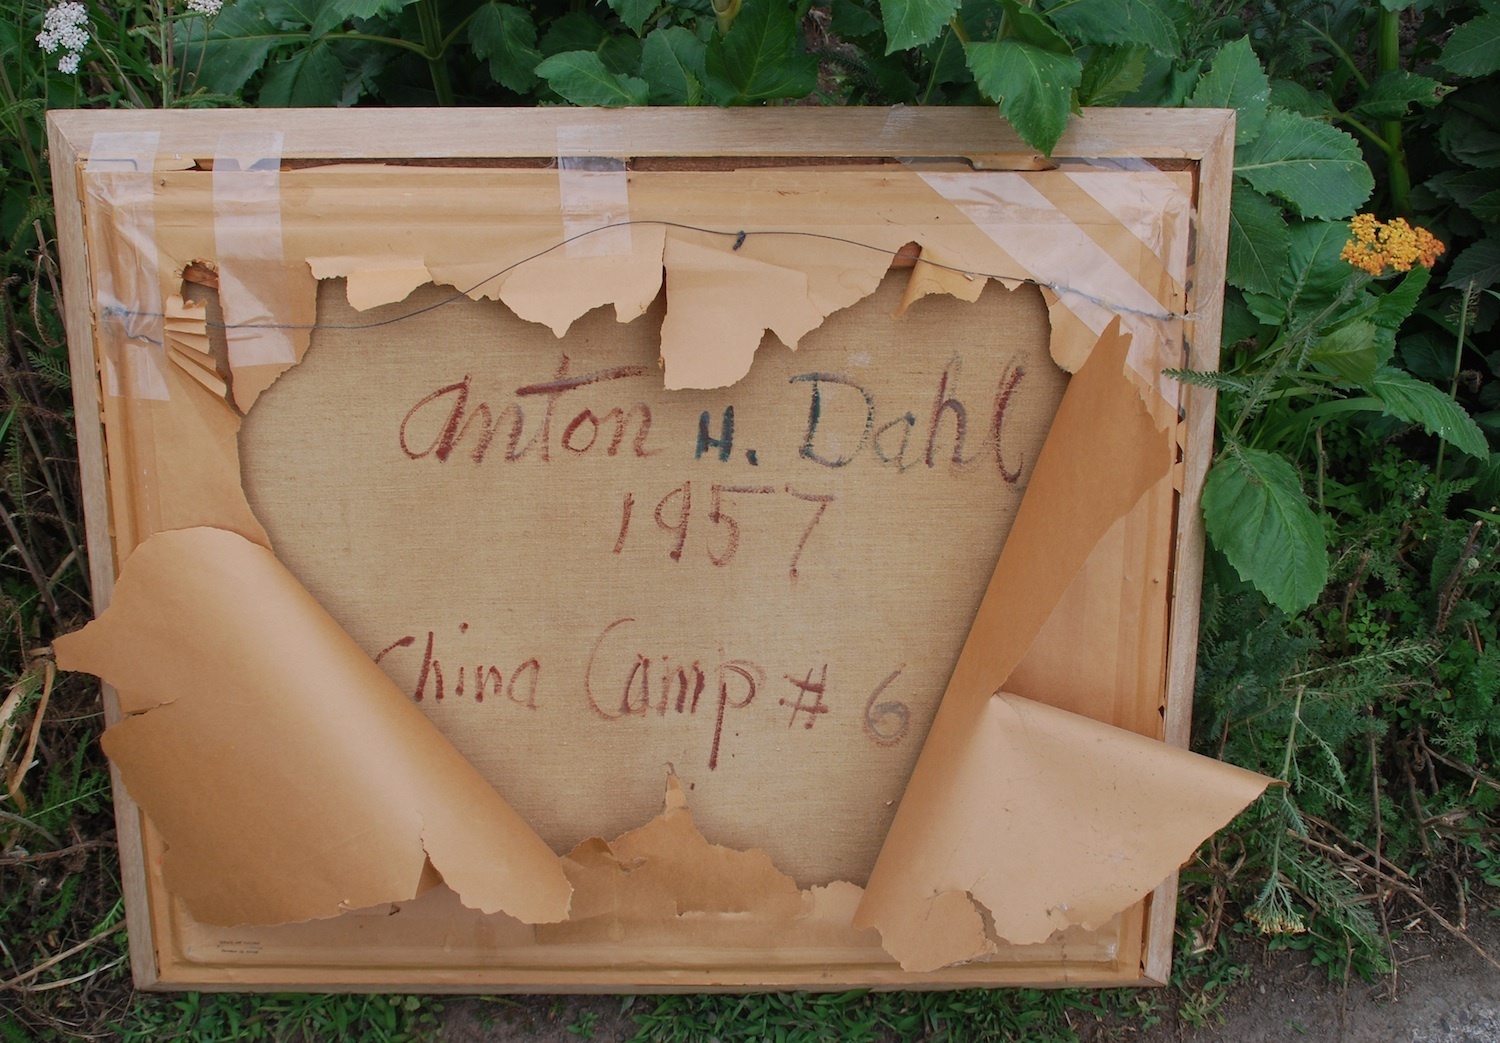 Anton H. Dahl
1957
China Camp # 6